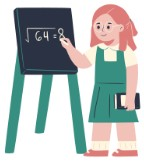 √64 = 8